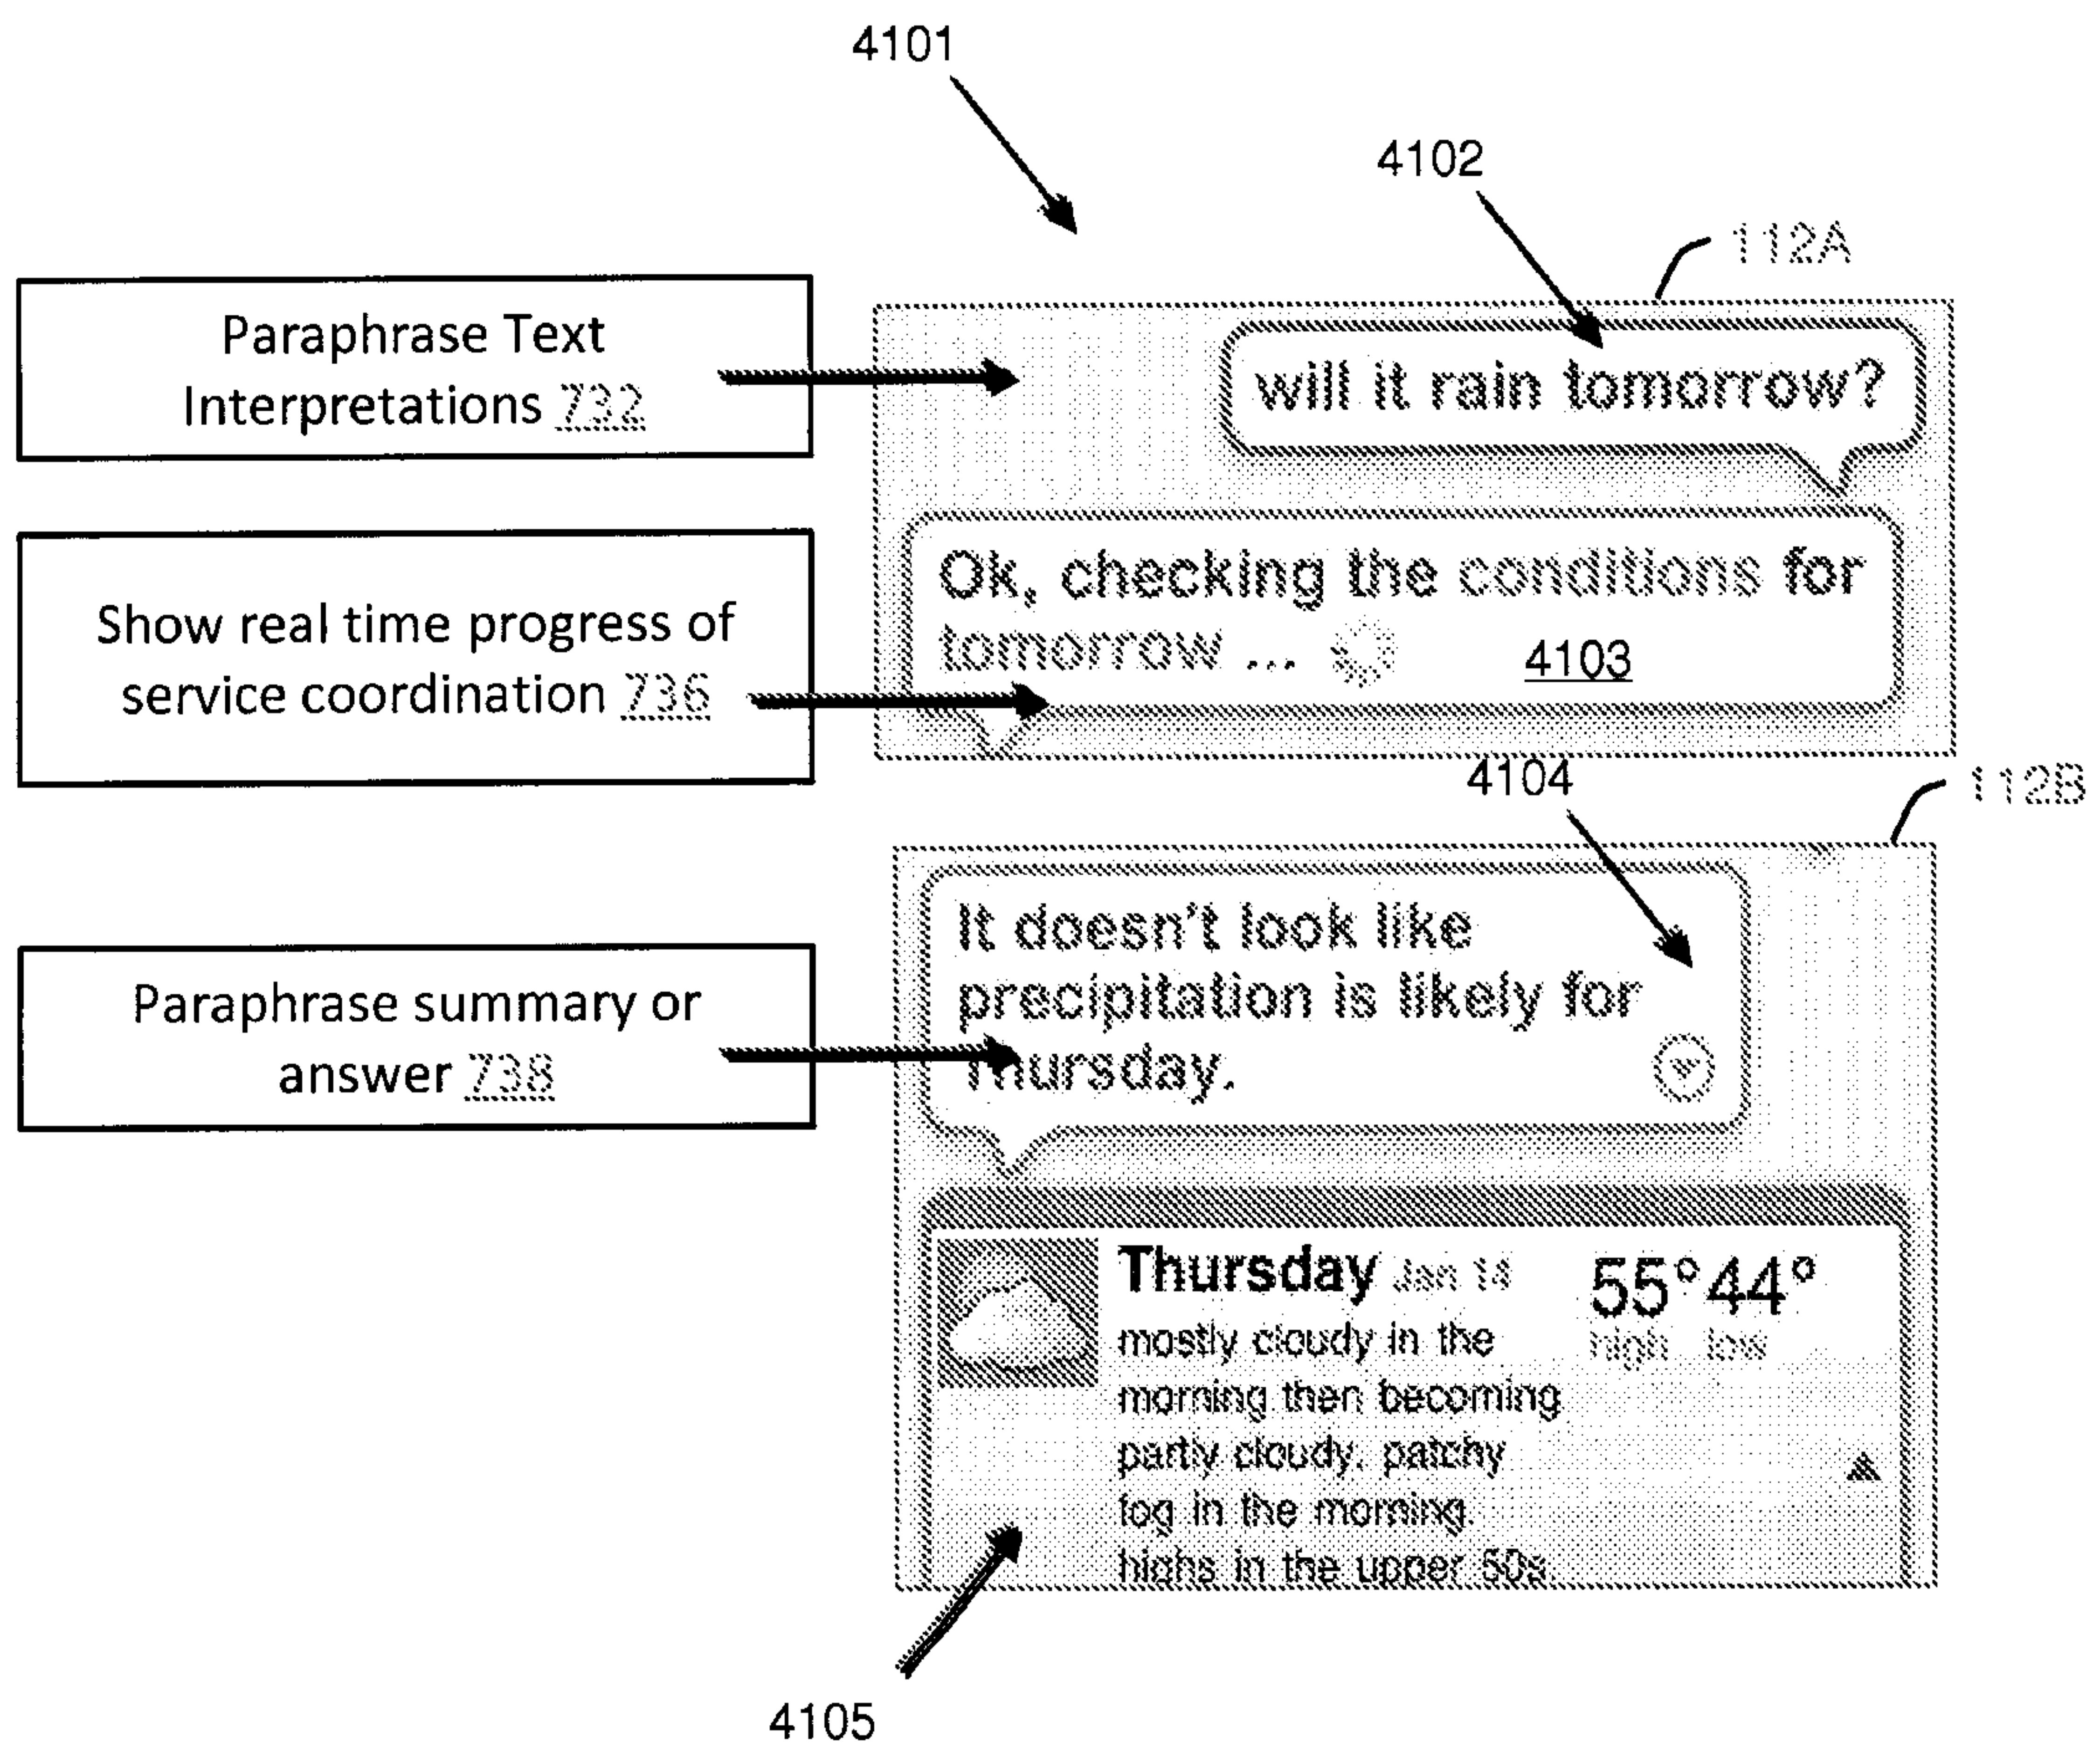 4101
4102
112A
Paraphrase Text
Interpretations 732
will it rain tomorrow?
Show real time progress of
service coordination 736
Ok, checking the conditions for
tomorrow ...
4103
4104
112B
Paraphrase summary or
answer 738
It doesn't look like
precipitation is likely for
Thursday.
Thursday Jan 14
55° 44°
high low
mostly cloudy in the
morning then becoming
partly cloudy. patchy
fog in the morning.
highs in the upper 50s
4105